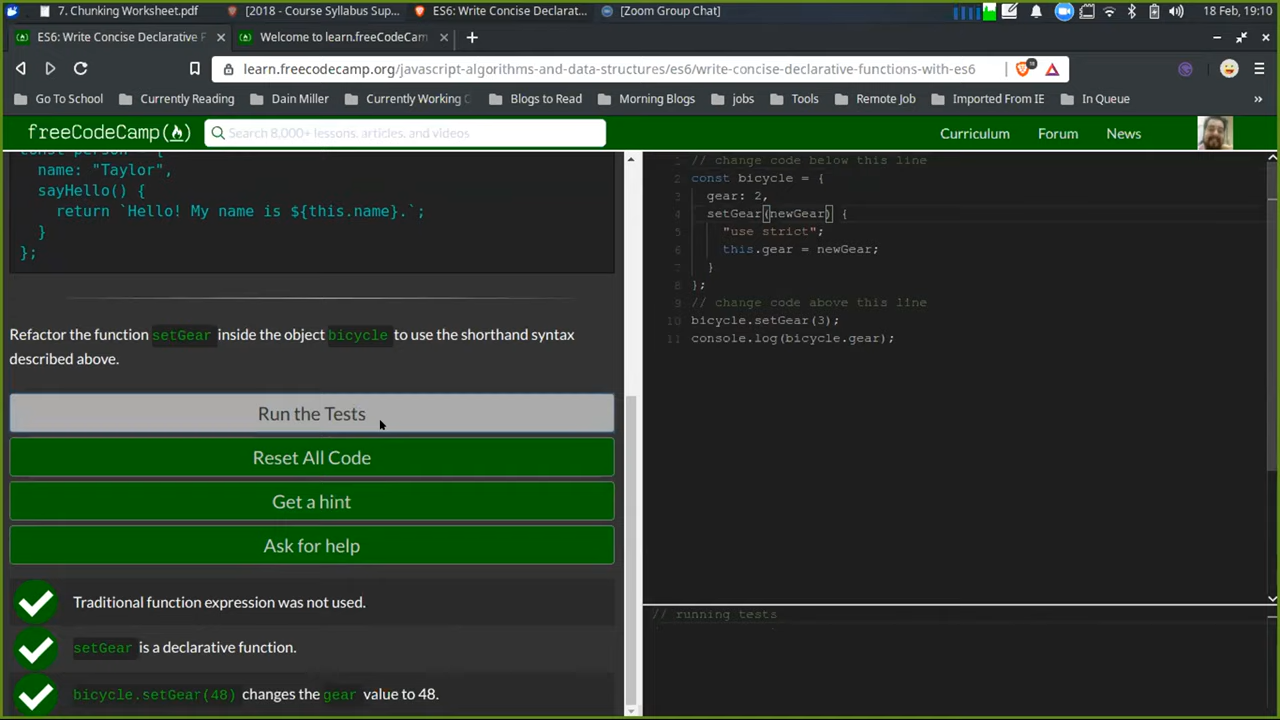 7. Chunking Worksheet.pdf
[2018 - Course Syllabus Sup...
ES6: Write Concise Declarat...
[Zoom Group Chat]
18 Feb, 19:10
ES6: Write Concise Declarative F
Welcome to learn.freeCodeCam
learn.freecodecamp.org/javascript-algorithms-and-data-structures/es6/write-concise-declarative-functions-with-es6
Go To School
Currently Reading
Dain Miller
Currently Working C
Blogs to Read
Morning Blogs
jobs
Tools
Remote Job
Imported From IE
In Queue
freeCodeCamp
Search 8,000+ lessons, articles, and videos
Curriculum
Forum
News
const person = {
name: "Taylor",
sayHello() {
return `Hello! My name is ${this.name}.`;
}
};
Refactor the function setGear inside the object bicycle to use the shorthand syntax
described above.
Run the Tests
Reset All Code
Get a hint
Ask for help
Traditional function expression was not used.
setGear is a declarative function.
bicycle.setGear(48) changes the gear value to 48.
1 // change code below this line
2 const bicycle = {
3 gear: 2,
4 setGear(newGear) {
5 "use strict";
6 this.gear = newGear;
7 }
8 };
9 // change code above this line
10 bicycle.setGear(3);
11 console.log(bicycle.gear);
// running tests